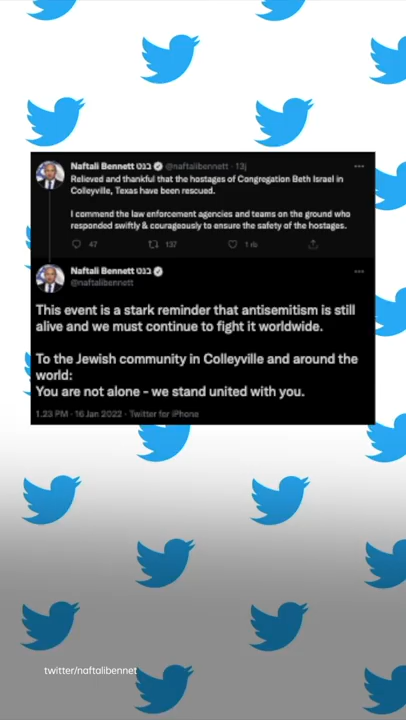 Naftali Bennett בנט @naftalibennett · 13j
Relieved and thankful that the hostages of Congregation Beth Israel in
Colleyville, Texas have been rescued.
I commend the law enforcement agencies and teams on the ground who
responded swiftly & courageously to ensure the safety of the hostages.
47 137 1 rb
Naftali Bennett בנט
@naftalibennett
This event is a stark reminder that antisemitism is still
alive and we must continue to fight it worldwide.
To the Jewish community in Colleyville and around the
world:
You are not alone - we stand united with you.
1.23 PM · 16 Jan 2022 · Twitter for iPhone
twitter/naftalibennet